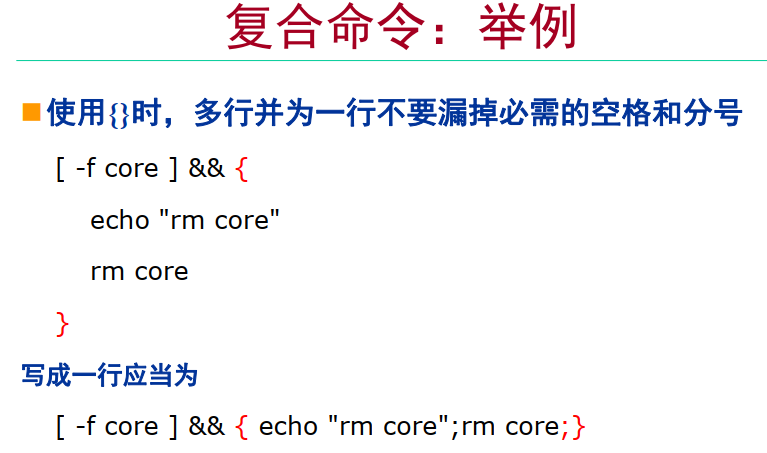 复合命令：举例
使用{}时，多行并为一行不要漏掉必需的空格和分号
[ -f core ] && {
echo "rm core"
rm core
}
写成一行应当为
[ -f core ] && { echo "rm core";rm core;}